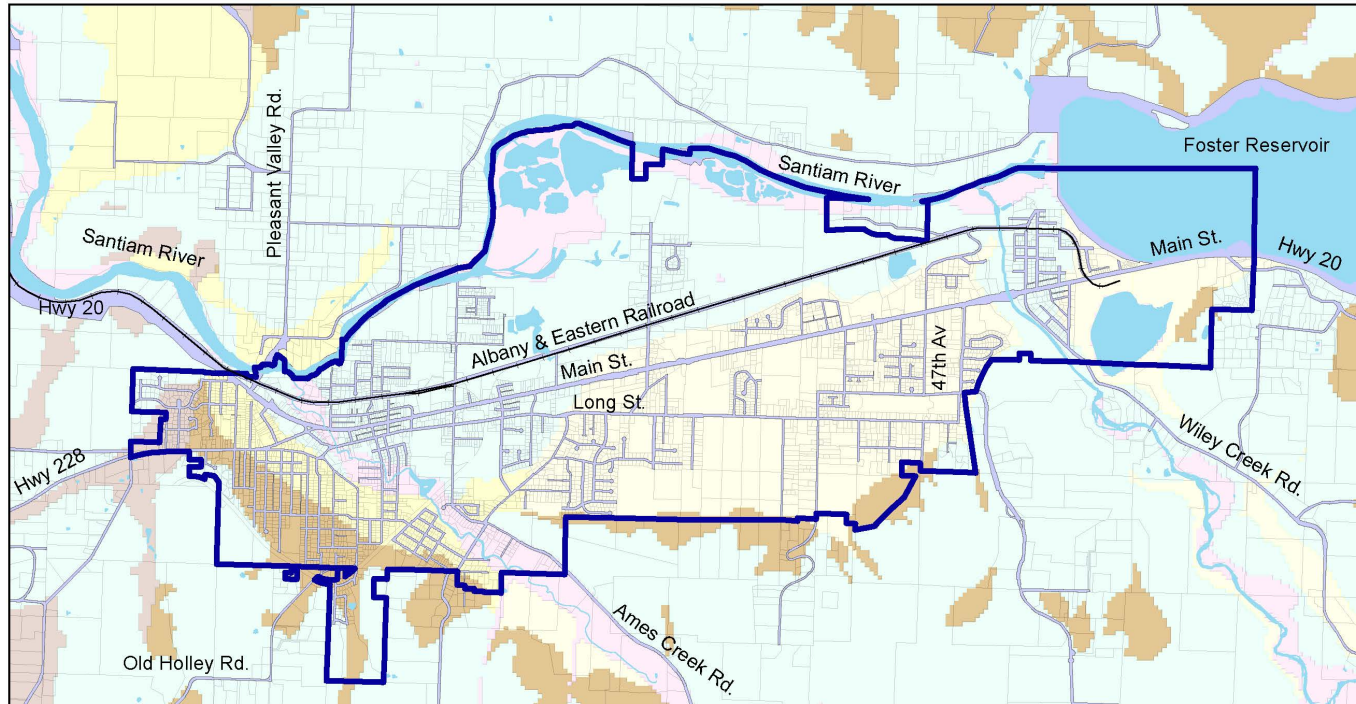 Foster Reservoir
Pleasant Valley Rd.
Santiam River
Santiam River
Main St.
Hwy 20
Hwy 20
Albany & Eastern Railroad
Main St.
47th Av
Long St.
Wiley Creek Rd.
Hwy 228
Ames Creek Rd.
Old Holley Rd.